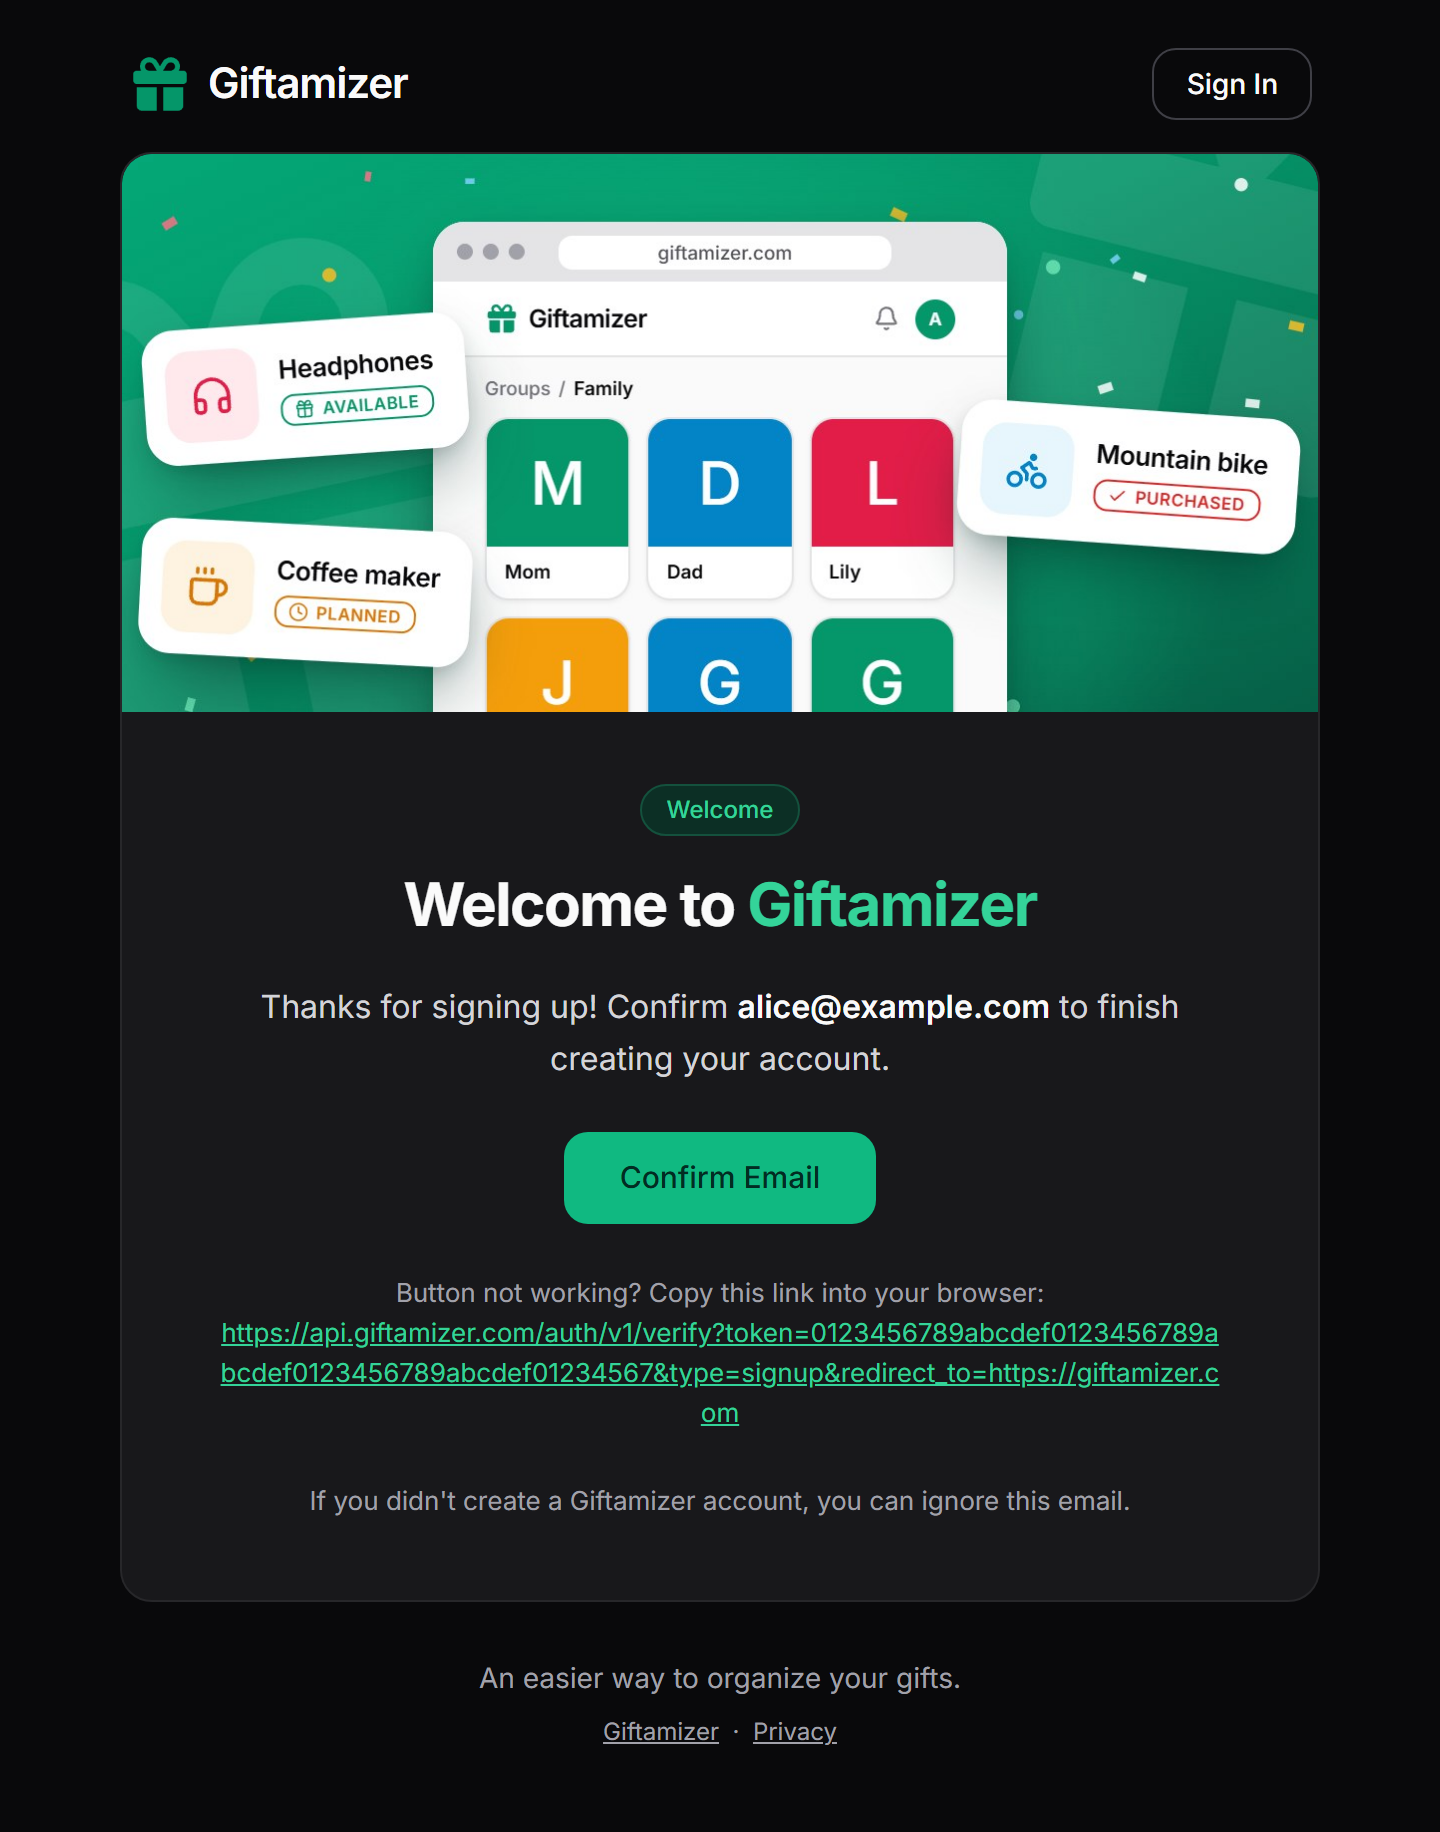 Giftamizer
Sign In
giftamizer.com
Giftamizer
A
Groups / Family
Headphones
AVAILABLE
Coffee maker
PLANNED
Mountain bike
PURCHASED
M
D
L
Mom
Dad
Lily
J
G
G
Welcome
Welcome to Giftamizer
Thanks for signing up! Confirm alice@example.com to finish
creating your account.
Confirm Email
Button not working? Copy this link into your browser:
https://api.giftamizer.com/auth/v1/verify?token=0123456789abcdef0123456789a
bcdef0123456789abcdef01234567&type=signup&redirect_to=https://giftamizer.c
om
If you didn't create a Giftamizer account, you can ignore this email.
An easier way to organize your gifts.
Giftamizer · Privacy